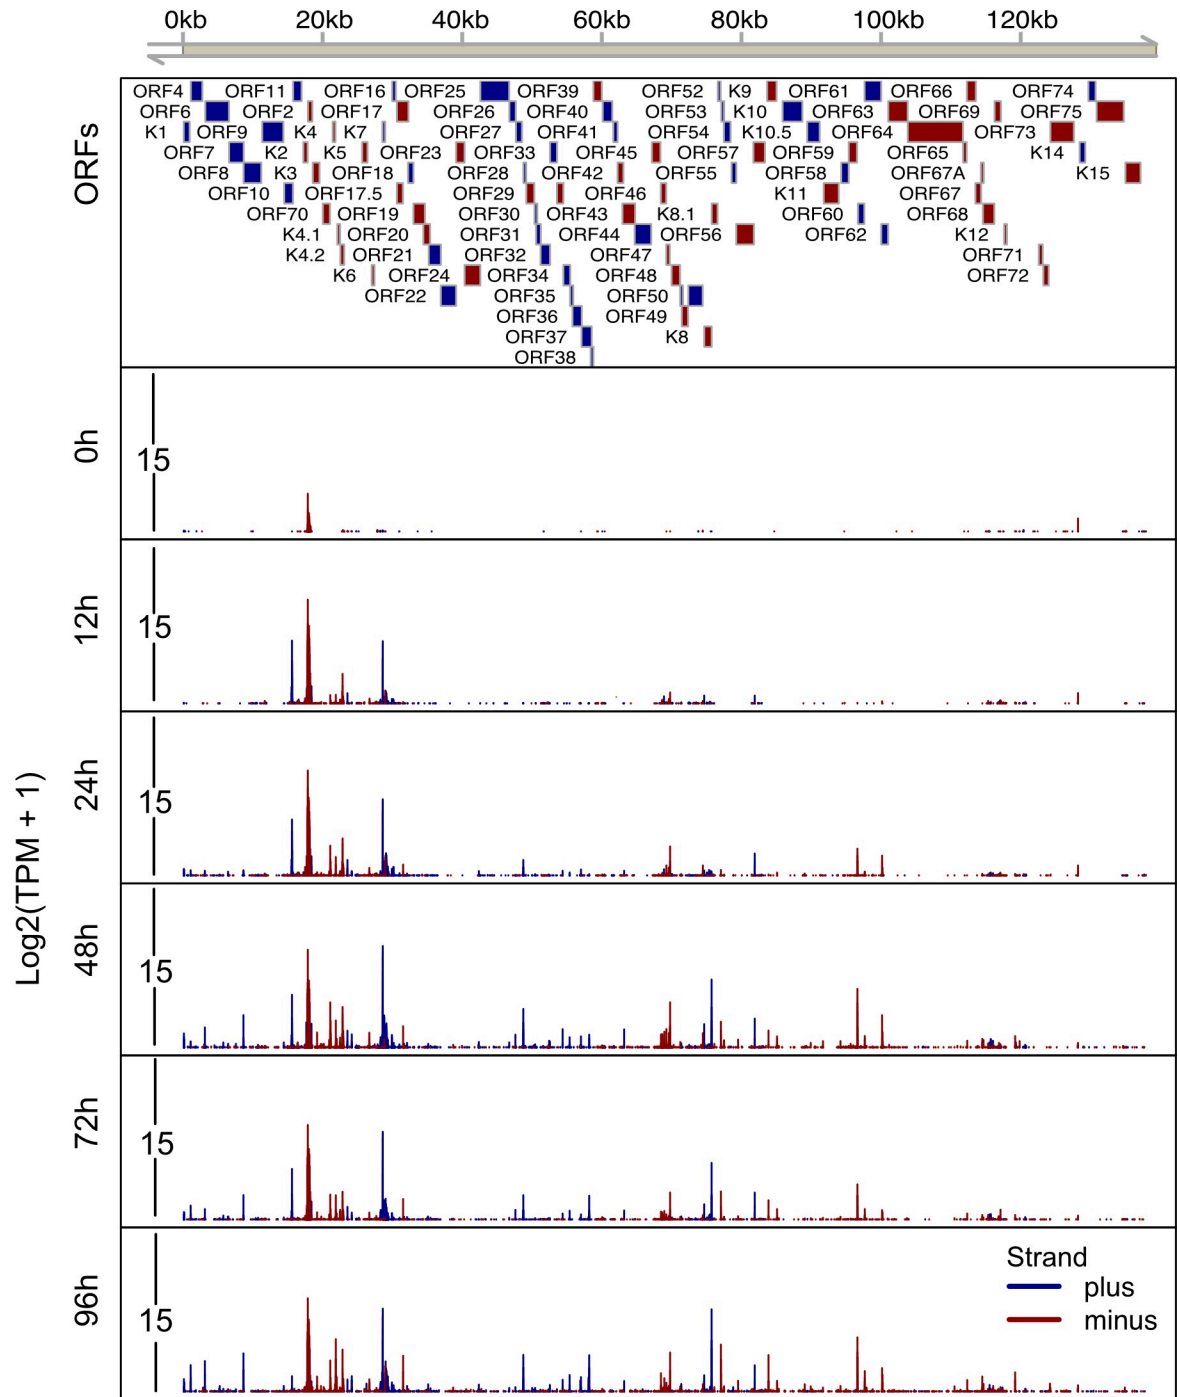 0kb 20kb 40kb 60kb 80kb 100kb 120kb
ORFs
ORF4 ORF11 ORF16 ORF25 ORF39 ORF52 K9 ORF61 ORF66 ORF74
ORF6 ORF2 ORF17 ORF26 ORF40 ORF53 K10 ORF63 ORF69 ORF75
K1 ORF9 K4 K7 ORF27 ORF41 ORF54 K10.5 ORF64 ORF73
ORF7 K2 K5 ORF23 ORF33 ORF45 ORF57 ORF59 ORF65 K14
ORF8 K3 ORF18 ORF28 ORF42 ORF55 ORF58 ORF67A K15
ORF10 ORF17.5 ORF29 ORF46 K11 ORF67
ORF70 ORF19 ORF30 ORF43 K8.1 ORF60 ORF68
K4.1 ORF20 ORF31 ORF44 ORF56 ORF62 K12
K4.2 ORF21 ORF32 ORF47 ORF71
K6 ORF24 ORF34 ORF48 ORF72
ORF22 ORF35 ORF50
ORF36 ORF49
ORF37 K8
ORF38
Log2(TPM + 1)
0h
15
12h
15
24h
15
48h
15
72h
15
96h
15
Strand
plus
minus